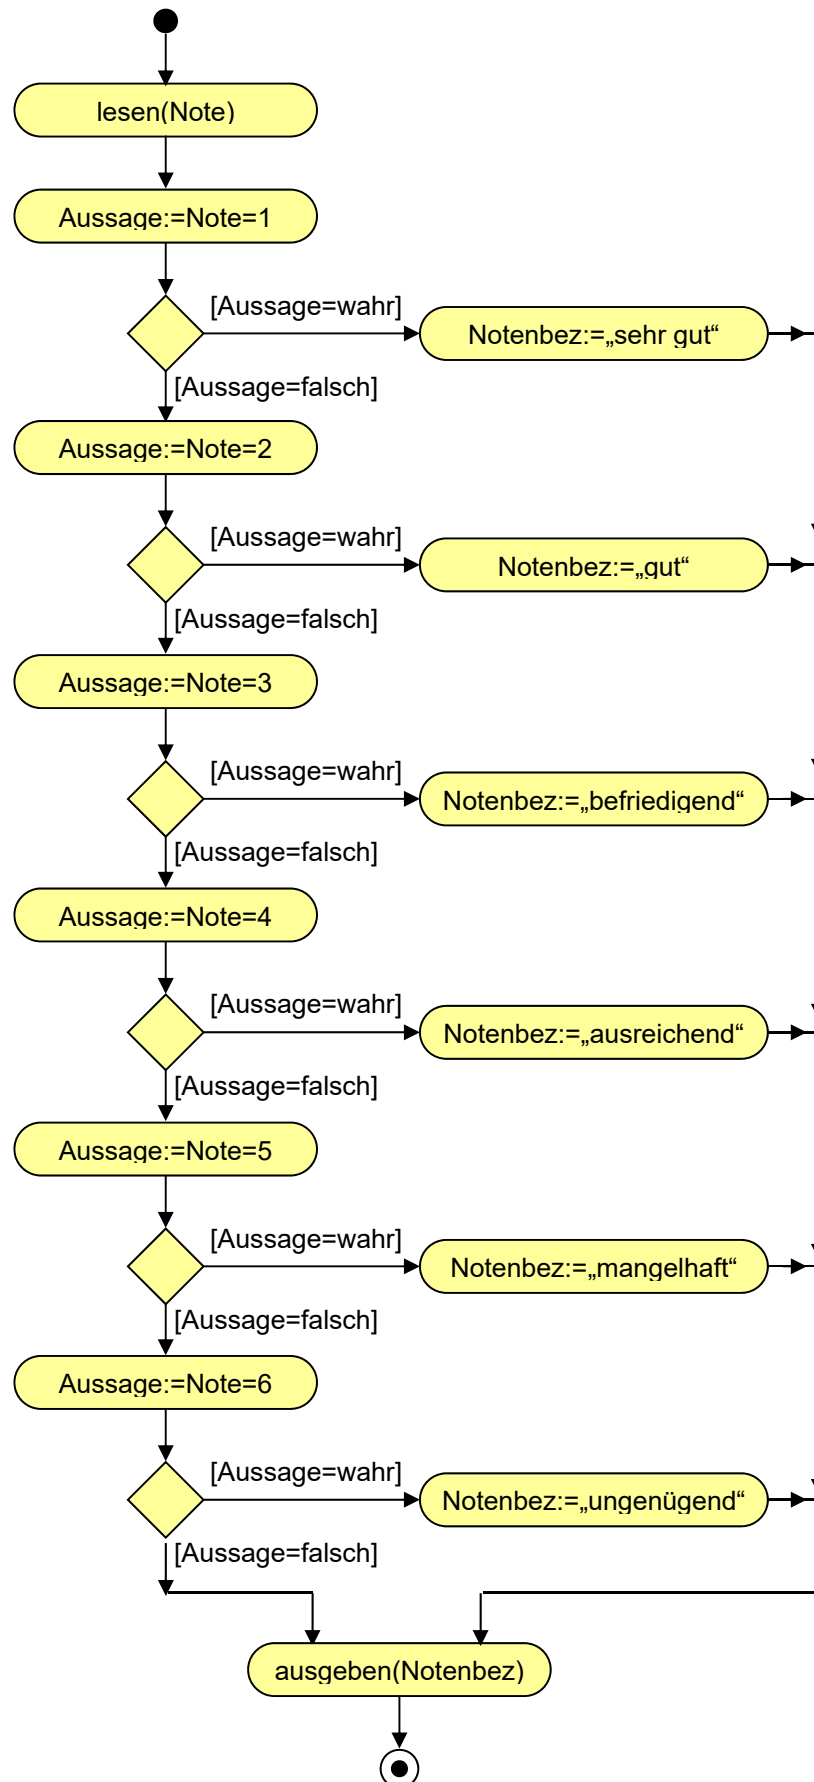 lesen(Note)
Aussage:=Note=1
[Aussage=wahr]
Notenbez:=„sehr gut“
[Aussage=falsch]
Aussage:=Note=2
[Aussage=wahr]
Notenbez:=„gut“
[Aussage=falsch]
Aussage:=Note=3
[Aussage=wahr]
Notenbez:=„befriedigend“
[Aussage=falsch]
Aussage:=Note=4
[Aussage=wahr]
Notenbez:=„ausreichend“
[Aussage=falsch]
Aussage:=Note=5
[Aussage=wahr]
Notenbez:=„mangelhaft“
[Aussage=falsch]
Aussage:=Note=6
[Aussage=wahr]
Notenbez:=„ungenügend“
[Aussage=falsch]
ausgeben(Notenbez)